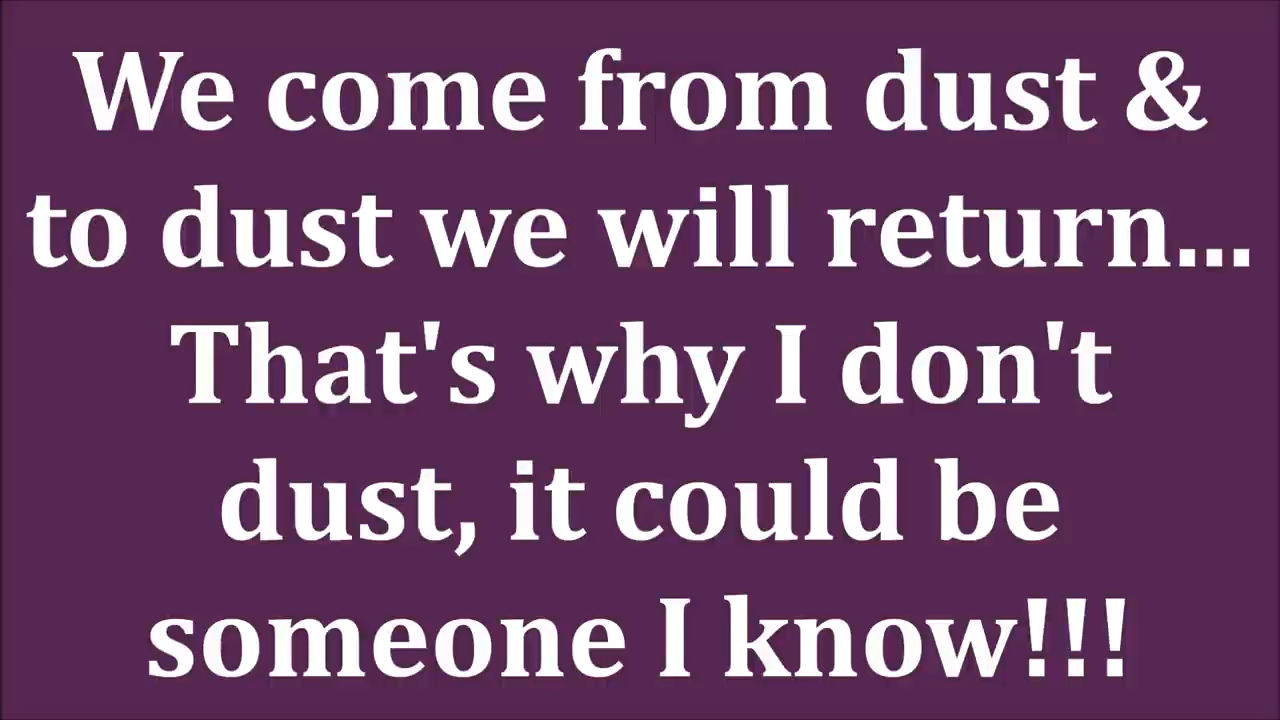 We come from dust &
to dust we will return...
That's why I don't
dust, it could be
someone I know!!!